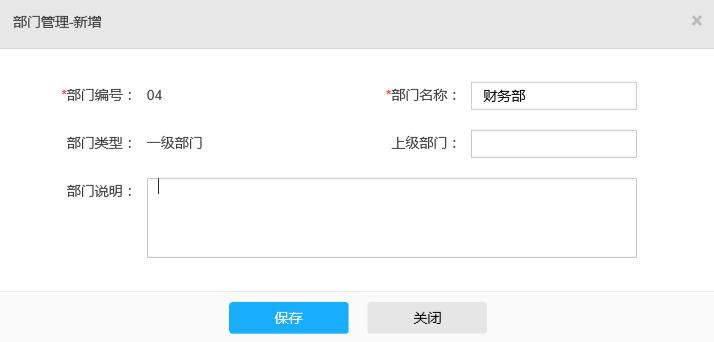 部门管理-新增
*部门编号： 04 *部门名称： 财务部
部门类型： 一级部门 上级部门：
部门说明：
保存 关闭